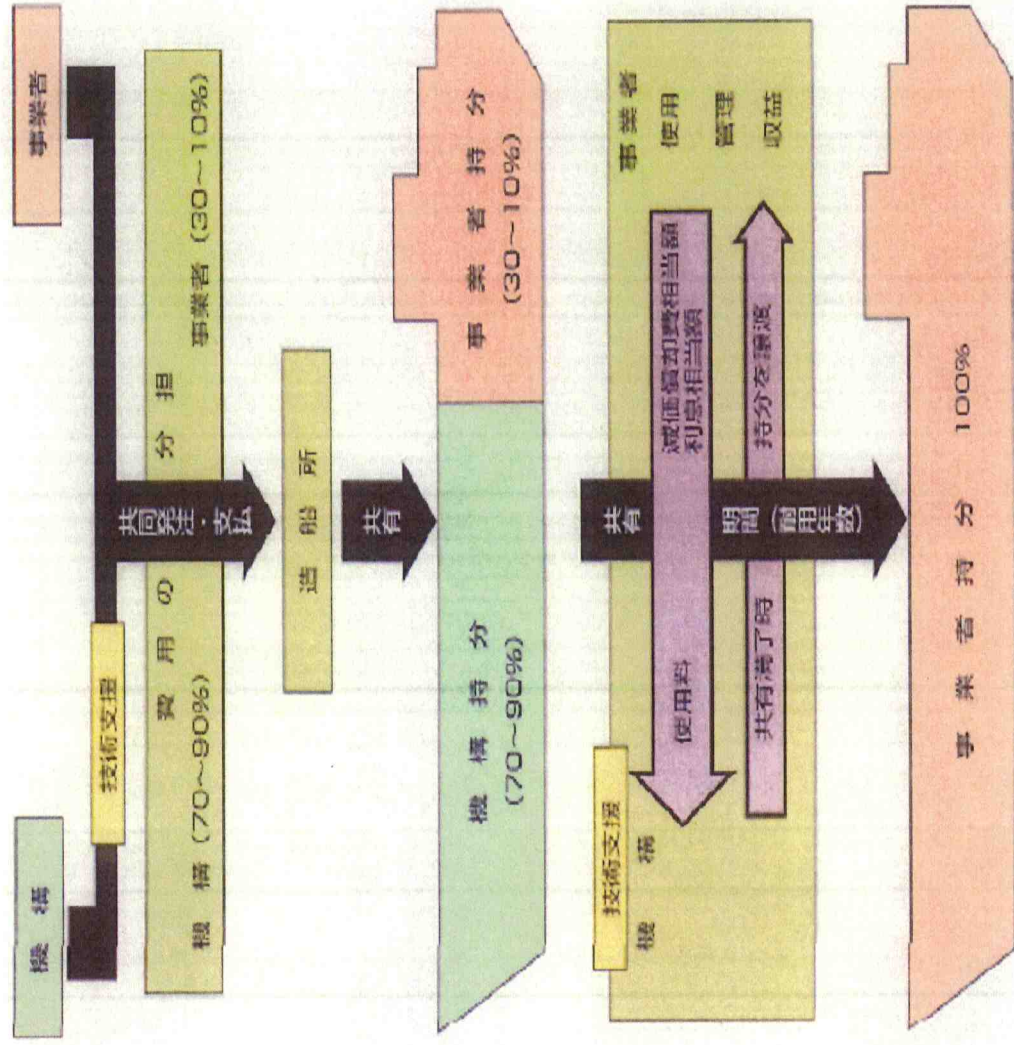 機構
事業者
技術支援
費用の分担
機構(70~90%)
事業者(30~10%)
共同発注・支払
造船所
共有
機構持分
(70~90%)
事業者持分
(30~10%)
技術支援
機構
事業者
使用
管理
収益
共有
期間(耐用年数)
使用料
減価償却費相当額
利息相当額
共有満了時
持分を譲渡
事業者持分 100%